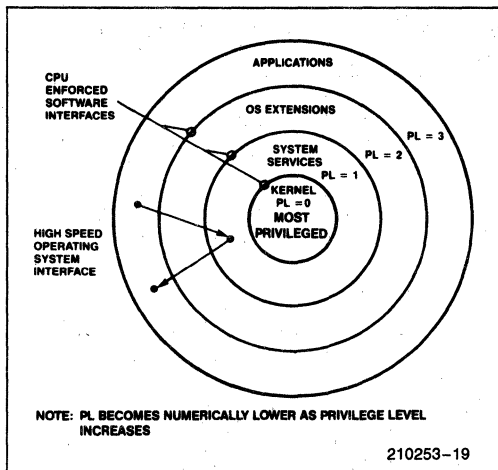 APPLICATIONS
CPU
ENFORCED
SOFTWARE
INTERFACES
OS EXTENSIONS
SYSTEM
SERVICES
PL = 3
PL = 2
PL = 1
KERNEL
PL = 0
MOST
PRIVILEGED
HIGH SPEED
OPERATING
SYSTEM
INTERFACE
NOTE: PL BECOMES NUMERICALLY LOWER AS PRIVILEGE LEVEL
INCREASES
210253–19